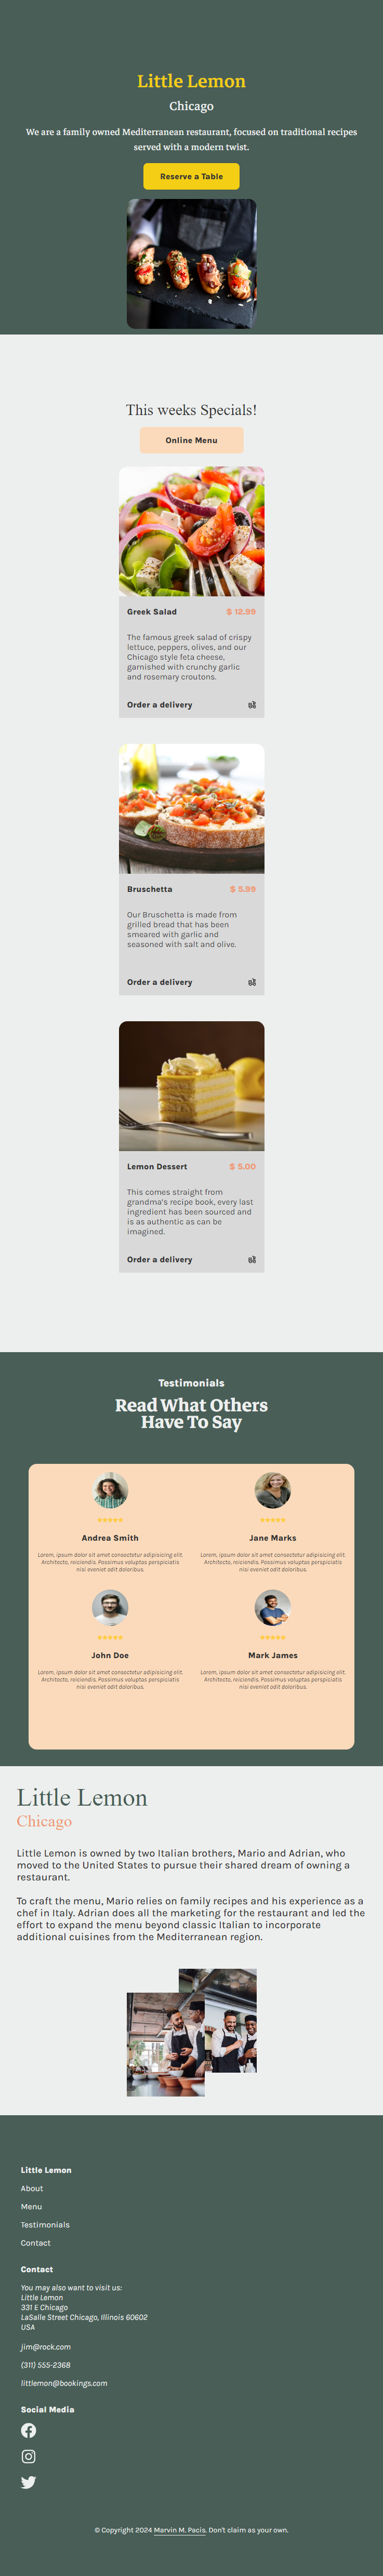 Little Lemon
Chicago
We are a family owned Mediterranean restaurant, focused on traditional recipes
served with a modern twist.
Reserve a Table
This weeks Specials!
Online Menu
Greek Salad $ 12.99
The famous greek salad of crispy
lettuce, peppers, olives, and our
Chicago style feta cheese,
garnished with crunchy garlic
and rosemary croutons.
Order a delivery
Bruschetta $ 5.99
Our Bruschetta is made from
grilled bread that has been
smeared with garlic and
seasoned with salt and olive.
Order a delivery
Lemon Dessert $ 5.00
This comes straight from
grandma's recipe book, every last
ingredient has been sourced and
is as authentic as can be
imagined.
Order a delivery
Testimonials
Read What Others
Have To Say
Andrea Smith
Lorem, ipsum dolor sit amet consectetur adipisicing elit.
Architecto, reiciendis. Possimus voluptas perspiciatis
nisi eveniet odit doloribus.
Jane Marks
Lorem, ipsum dolor sit amet consectetur adipisicing elit.
Architecto, reiciendis. Possimus voluptas perspiciatis
nisi eveniet odit doloribus.
John Doe
Lorem, ipsum dolor sit amet consectetur adipisicing elit.
Architecto, reiciendis. Possimus voluptas perspiciatis
nisi eveniet odit doloribus.
Mark James
Lorem, ipsum dolor sit amet consectetur adipisicing elit.
Architecto, reiciendis. Possimus voluptas perspiciatis
nisi eveniet odit doloribus.
Little Lemon
Chicago
Little Lemon is owned by two Italian brothers, Mario and Adrian, who
moved to the United States to pursue their shared dream of owning a
restaurant.
To craft the menu, Mario relies on family recipes and his experience as a
chef in Italy. Adrian does all the marketing for the restaurant and led the
effort to expand the menu beyond classic Italian to incorporate
additional cuisines from the Mediterranean region.
Little Lemon
About
Menu
Testimonials
Contact
Contact
You may also want to visit us:
Little Lemon
331 E Chicago
LaSalle Street Chicago, Illinois 60602
USA
jim@rock.com
(311) 555-2368
littlemon@bookings.com
Social Media
© Copyright 2024 Marvin M. Pacis. Don't claim as your own.